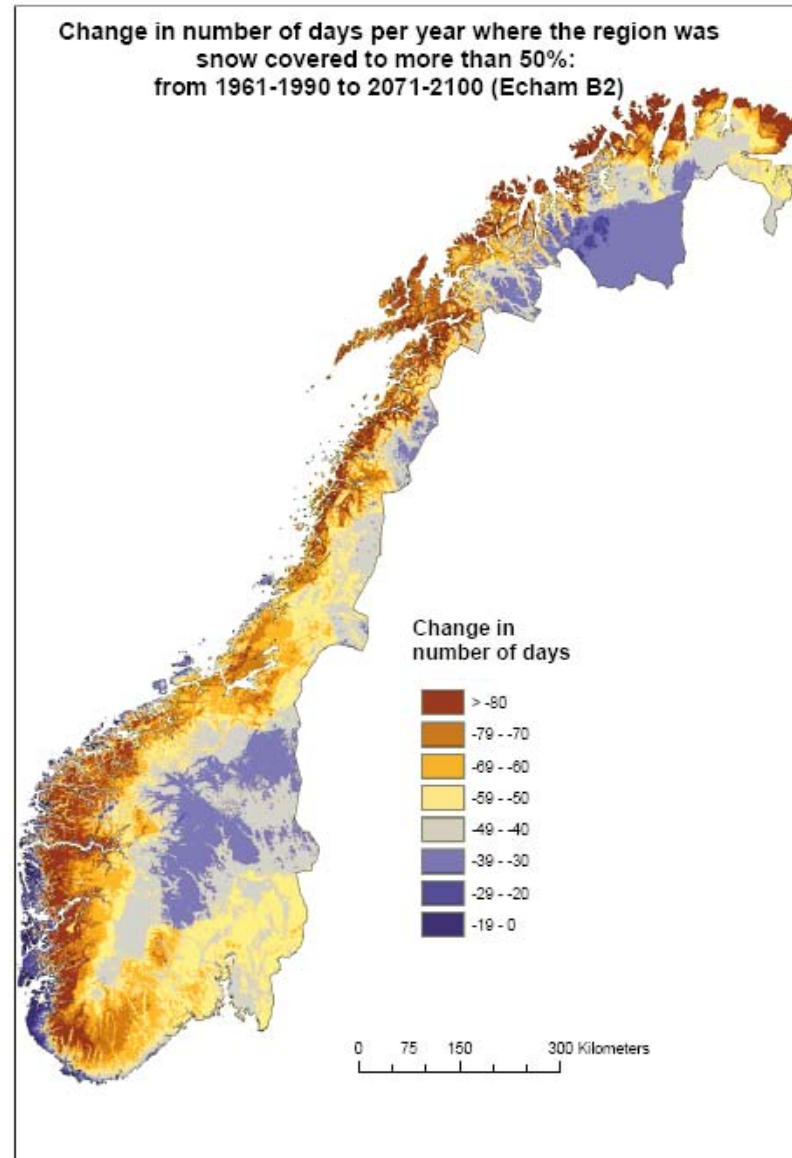 Change in number of days per year where the region was
snow covered to more than 50%:
from 1961-1990 to 2071-2100 (Echam B2)
Change in
number of days
> -80
-79 - -70
-69 - -60
-59 - -50
-49 - -40
-39 - -30
-29 - -20
-19 - 0
0 75 150 300 Kilometers